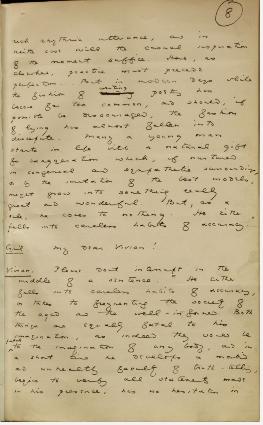 8
rich rhythmic utterance, as in
neither case will the casual inspiration
of the moment suffice. Here, as
elsewhere, practice must precede
perfection. But in modern days while
the fashion of writing poetry has
become far too common, and should, if
possible be discouraged, the fashion
of lying has almost fallen into
disrepute. Many a young man
starts in life with a natural gift
for exaggeration which, if nurtured
in congenial and sympathetic surroundings,
or by the imitation of the best models,
might grow into something really
great and wonderful. But, as a
rule, he comes to nothing. He either
falls into careless habits of accuracy.
Cyril My dear Vivian!
Vivian. Please don't interrupt in the
middle of a sentence. He either
falls into careless habits of accuracy,
or takes to frequenting the society of
the aged and the well-informed. Both
things are equally fatal to his
imagination, as indeed they would be
to the imagination of anybody, and in
a short time he develops a morbid
and unhealthy faculty of truth-telling,
begins to verify all statements made
in his presence, has no hesitation in